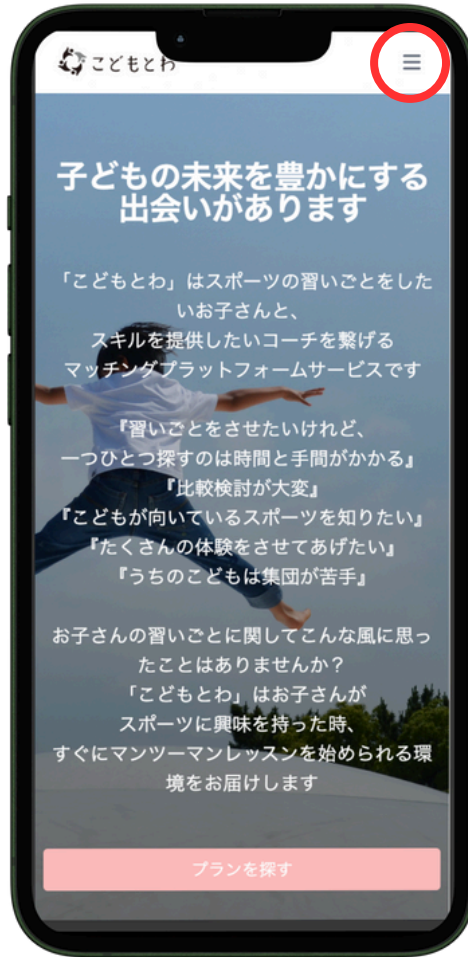 こどもとわ
子どもの未来を豊かにする
出会いがあります
「こどもとわ」はスポーツの習いごとをした
いお子さんと、
スキルを提供したいコーチを繋げる
マッチングプラットフォームサービスです
『習いごとをさせたいけれど、
一つひとつ探すのは時間と手間がかかる』
『比較検討が大変』
『こどもが向いているスポーツを知りたい』
『たくさんの体験をさせてあげたい』
『うちのこどもは集団が苦手』
お子さんの習いごとに関してこんな風に思っ
たことはありませんか？
「こどもとわ」はお子さんが
スポーツに興味を持った時、
すぐにマンツーマンレッスンを始められる環
境をお届けします
プランを探す